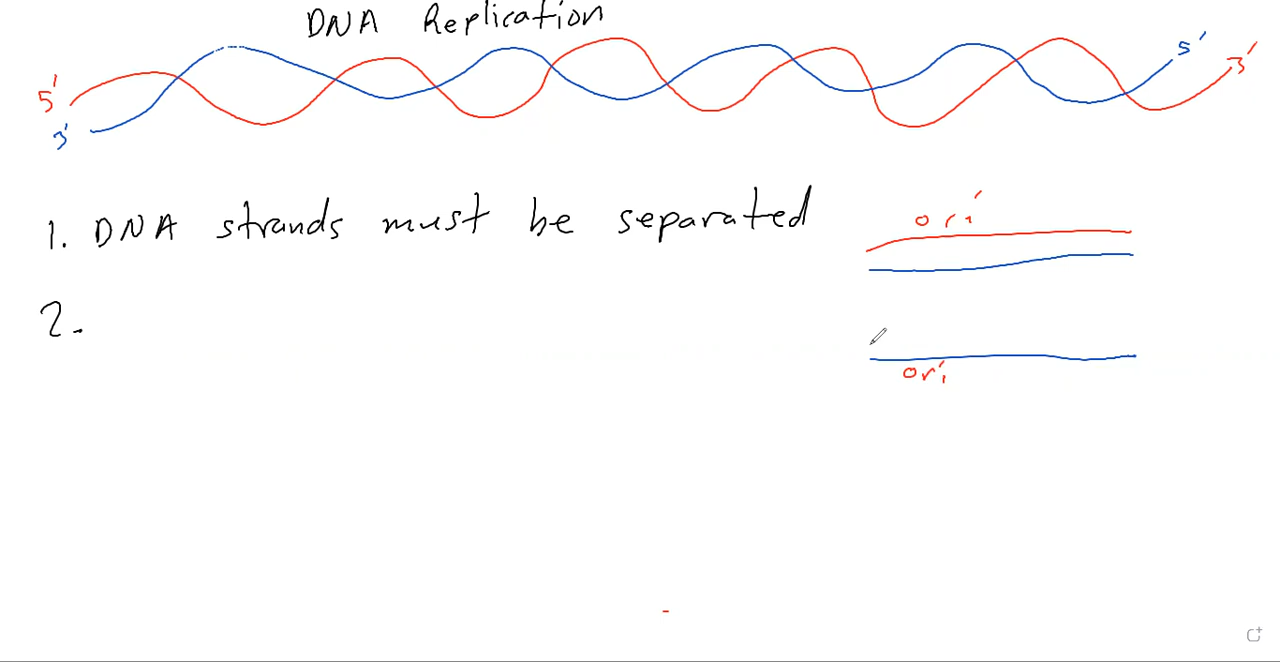 DNA Replication
5'
3'
5'
3'
1. DNA strands must be separated
ori
2.
ori